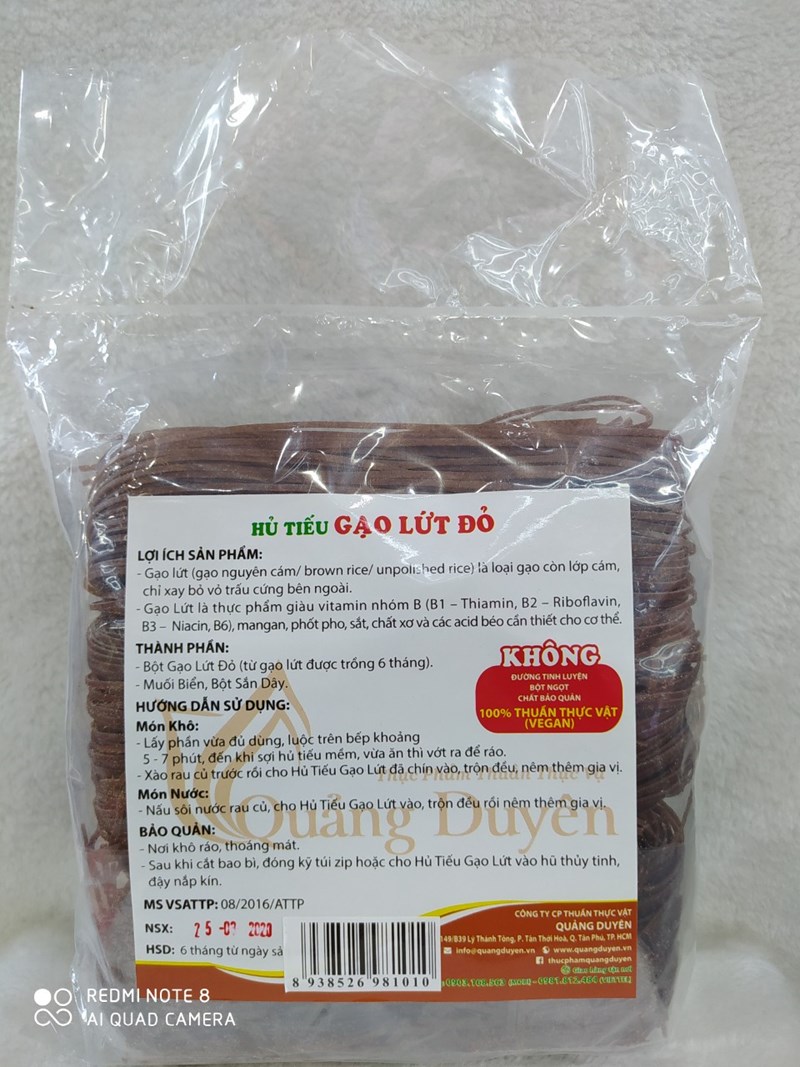 HỦ TIẾU GẠO LỨT ĐỎ
LỢI ÍCH SẢN PHẨM:
- Gạo lứt (gạo nguyên cám/ brown rice/ unpolished rice) là loại gạo còn lớp cám,
chỉ xay bỏ vỏ trấu cứng bên ngoài.
- Gạo Lứt là thực phẩm giàu vitamin nhóm B (B1 – Thiamin, B2 – Riboflavin,
B3 – Niacin, B6), mangan, phốt pho, sắt, chất xơ và các acid béo cần thiết cho cơ thể.
THÀNH PHẦN:
- Bột Gạo Lứt Đỏ (từ gạo lứt được trồng 6 tháng).
- Muối Biển, Bột Sắn Dây.
KHÔNG
ĐƯỜNG TINH LUYỆN
BỘT NGỌT
CHẤT BẢO QUẢN
100% THUẦN THỰC VẬT
(VEGAN)
HƯỚNG DẪN SỬ DỤNG:
Món Khô:
- Lấy phần vừa đủ dùng, luộc trên bếp khoảng
5 - 7 phút, đến khi sợi hủ tiếu mềm, vừa ăn thì vớt ra để ráo.
- Xào rau củ trước rồi cho Hủ Tiếu Gạo Lứt đã chín vào, trộn đều, nêm thêm gia vị.
Thực Phẩm Thuần Thực Vậ
Món Nước:
- Nấu sôi nước rau củ, cho Hủ Tiếu Gạo Lứt vào, trộn đều rồi nêm thêm gia vị.
Quảng Duyên
BẢO QUẢN:
- Nơi khô ráo, thoáng mát.
- Sau khi cắt bao bì, đóng kỹ túi zip hoặc cho Hủ Tiếu Gạo Lứt vào hũ thủy tinh,
đậy nắp kín.
MS VSATTP: 08/2016/ATTP
NSX: 25 -07 2020
HSD: 6 tháng từ ngày sả
8 938526 981010
CÔNG TY CP THUẦN THỰC VẬT
QUẢNG DUYÊN
149/B39 Lý Thánh Tông, P. Tân Thới Hoà, Q. Tân Phú, TP. HCM
info@quangduyen.vn www.quangduyen.vn
thucphamquangduyen
Giao hàng tận nơi
REDMI NOTE 8
AI QUAD CAMERA